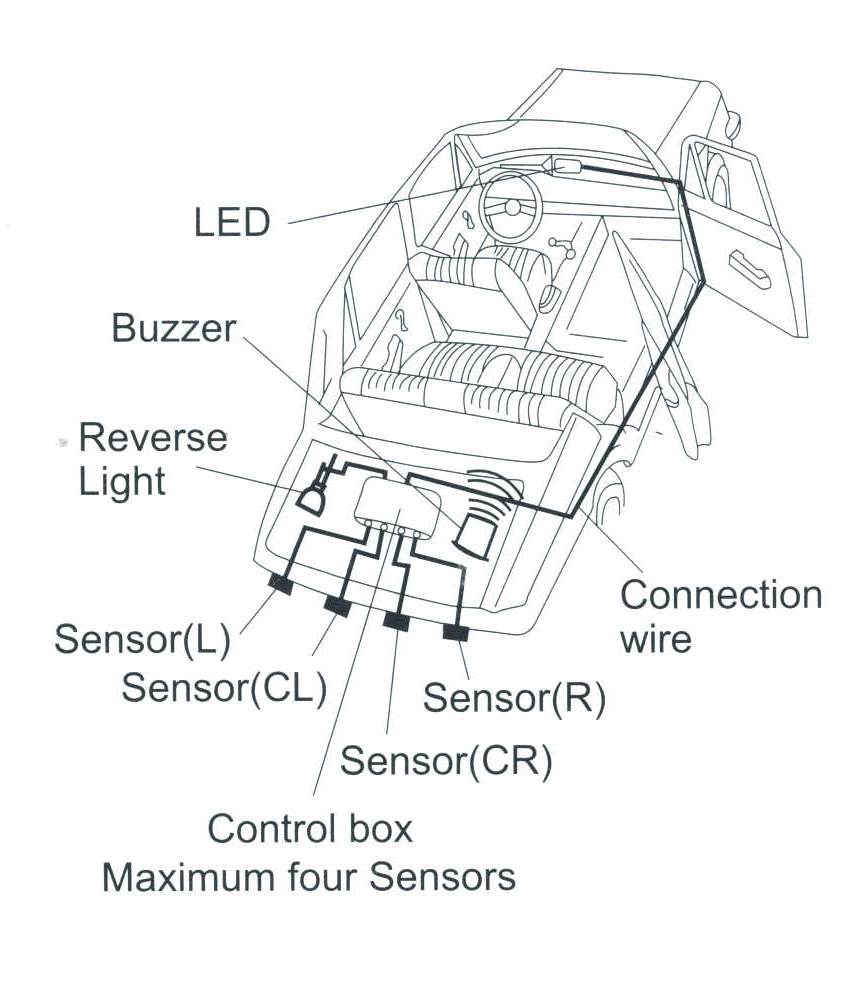 LED
Buzzer
Reverse
Light
Connection
wire
Sensor(L)
Sensor(CL)
Sensor(R)
Sensor(CR)
Control box
Maximum four Sensors